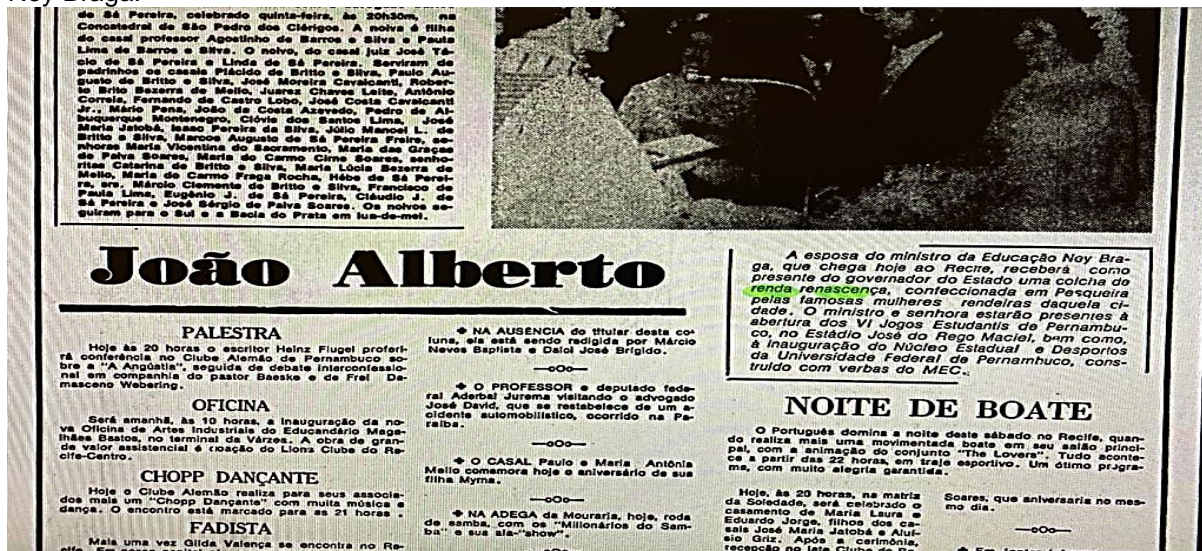 Ney Braga.
de Sá Pereira, celebrado quinta-feira, às 20h30m, na
Concatedral de São Pedro dos Clérigos. A noiva é filha
do casal professor Agostinho de Barros e Silva e Paula
Lima de Barros e Silva. O noivo, do casal juiz José Tá-
cio de Sá Pereira e Linda de Sá Pereira. Serviram de
padrinhos os casais Plácido de Britto e Silva, Paulo Au-
gusto de Britto e Silva, José Moreira Cavalcanti, Rober-
to Brito Bezerra de Mello, Juarez Chaves Leite, Antônio
Correia, Fernando de Castro Lobo, José Costa Cavalcanti
Jr., Mário Pena, João da Costa Azevedo, Pedro de Al-
buquerque Montenegro, Clóvis dos Santos Lima, José
Maria Jatobá, Isaac Pereira da Silva, Júlio Manoel L. de
Britto e Silva, Marcos Augusto de Sá Pereira Freire, se-
nhoras Maria Vicentina do Sacramento, Maria das Graças
de Paiva Soares, Maria do Carmo Cirne Soares, senho-
ritas Catarina de Britto e Silva, Maria Lúcia Bezerra de
Mello, Maria do Carmo Fraga Rocha, Hébe de Sá Perei-
ra, srs. Márcio Clemente de Britto e Silva, Francisco de
Paula Lima, Eugênio J. de Sá Pereira, Cláudio J. de
Sá Pereira e José Sérgio de Paiva Soares. Os noivos se-
guiram para o Sul e a Bacia do Prata em lua-de-mel.
João Alberto
PALESTRA
Hoje às 20 horas o escritor Heinz Flugel proferi-
rá conferência no Clube Alemão de Pernambuco so-
bre a "A Angústia", seguida de debate interconfessio-
nal em companhia do pastor Baeske e de Frei Da-
masceno Webering.
OFICINA
Será amanhã, às 10 horas, a inauguração da no-
va Oficina de Artes Industriais do Educandário Maga-
lhães Bastos, no terminal da Várzea. A obra de gran-
de valor assistencial é criação do Lions Clube do Re-
cife-Centro.
CHOPP DANÇANTE
Hoje o Clube Alemão realiza para seus associa-
dos mais um "Chopp Dançante" com muita música e
dança. O encontro está marcado para as 21 horas.
FADISTA
Mais uma vez Gilda Valença se encontra no Re-
NA AUSENCIA do titular desta co-
luna, ela está sendo redigida por Márcio
Neves Baptista e Dalci José Brígido.
—oOo—
O PROFESSOR e deputado fede-
ral Aderbal Jurema visitando o advogado
José David, que se restabelece de um a-
cidente automobilístico, ocorrido na Pa-
raíba.
—oOo—
O CASAL Paulo e Maria Antônia
Mello comemora hoje o aniversário de sua
filha Myrna.
—oOo—
NA ADEGA da Mouraria, hoje, roda
de samba, com os "Milionários do Sam-
ba" e sua ala-"show".
A esposa do ministro da Educação Ney Bra-
ga, que chega hoje ao Recife, receberá como
presente do governador do Estado uma colcha de
renda renascença, confeccionada em Pesqueira
pelas famosas mulheres rendeiras daquela ci-
dade. O ministro e senhora estarão presentes à
abertura dos VI Jogos Estudantis de Pernambu-
co, no Estádio José do Rego Maciel, bem como,
à inauguração do Núcleo Estadual e Desportos
da Universidade Federal de Pernambuco, cons-
truído com verbas do MEC.
NOITE DE BOATE
O Português domina a noite deste sábado no Recife, quan-
do realiza mais uma movimentada boate em seu salão princi-
pal, com a animação do conjunto "The Lovers". Tudo aconte-
ce a partir das 22 horas, em traje esportivo. Um ótimo progra-
ma, com muito alegria garantida.
Hoje, às 20 horas, na matriz
da Soledade, será celebrado o
casamento de Maria Laura e
Eduardo Jorge, filhos dos ca-
sais José Maria Jatobá e Aluí-
sio Griz. Após a cerimônia,
recepção no Iate Clube do Re-
Soares, que aniversaria no mes-
mo dia.
—oOo—